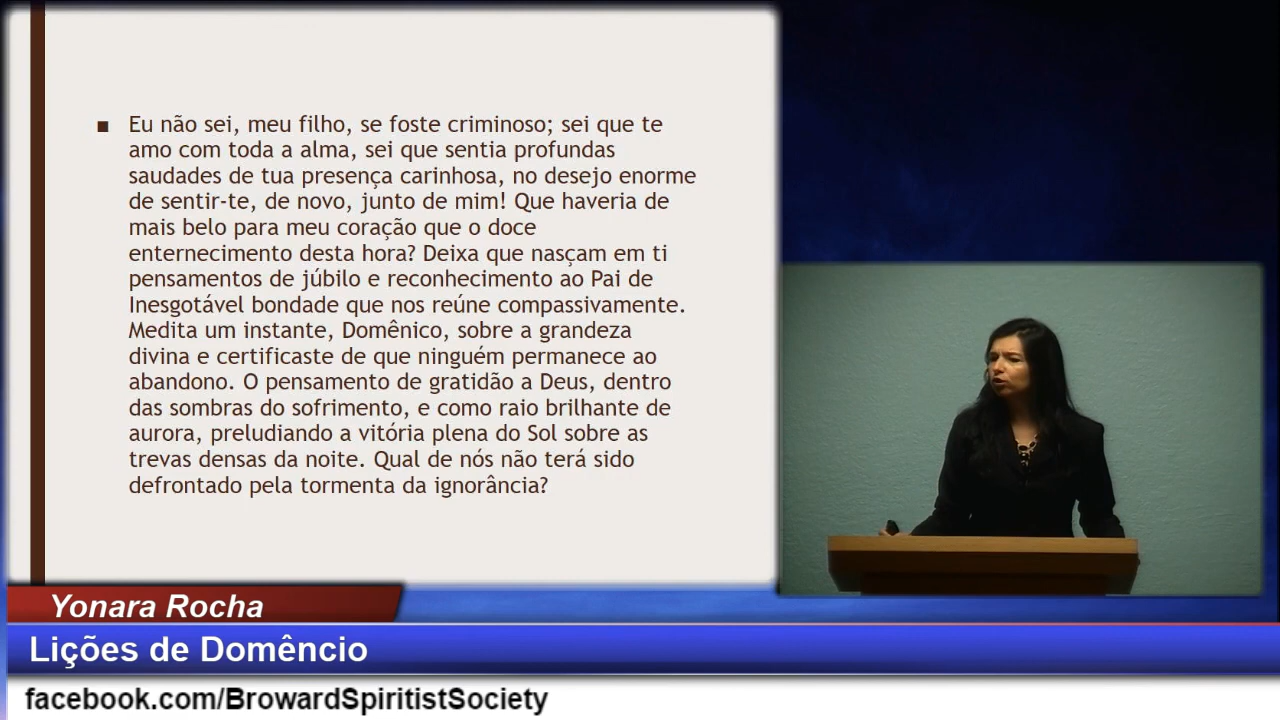 ▪ Eu não sei, meu filho, se foste criminoso; sei que te
amo com toda a alma, sei que sentia profundas
saudades de tua presença carinhosa, no desejo enorme
de sentir-te, de novo, junto de mim! Que haveria de
mais belo para meu coração que o doce
enternecimento desta hora? Deixa que nasçam em ti
pensamentos de júbilo e reconhecimento ao Pai de
Inesgotável bondade que nos reúne compassivamente.
Medita um instante, Domênico, sobre a grandeza
divina e certificaste de que ninguém permanece ao
abandono. O pensamento de gratidão a Deus, dentro
das sombras do sofrimento, e como raio brilhante de
aurora, preludiando a vitória plena do Sol sobre as
trevas densas da noite. Qual de nós não terá sido
defrontado pela tormenta da ignorância?
Yonara Rocha
Lições de Domêncio
facebook.com/BrowardSpiritistSociety